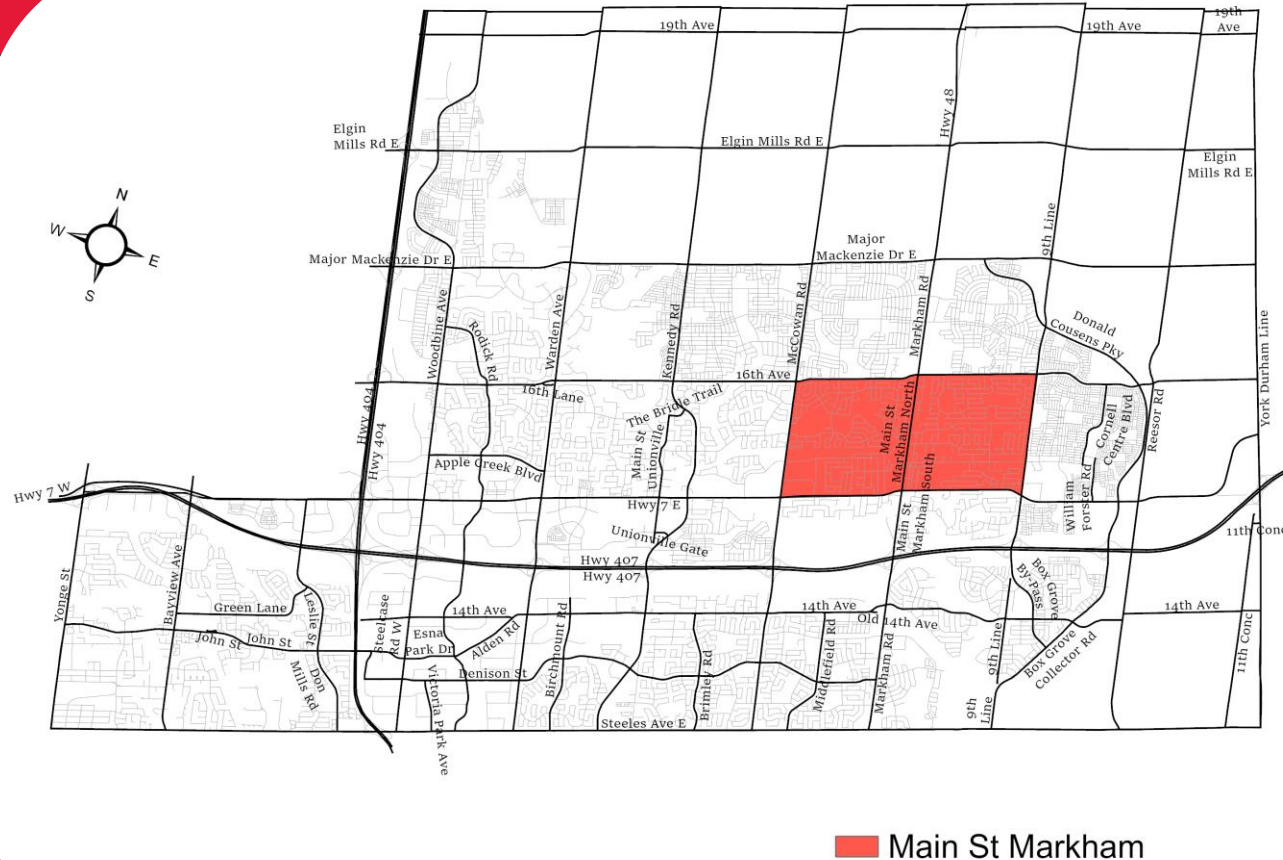 19th
Ave
19th Ave
19th Ave
Hwy 48
Elgin
Mills Rd E
Elgin Mills Rd E
Elgin
Mills Rd E
N
W
E
S
9th Line
Major
Mackenzie Dr E
Major Mackenzie Dr E
Woodbine Ave
Rodick Rd
Warden Ave
Kennedy Rd
McCowan Rd
Markham Rd
Donald
Cousens Pky
York Durham Line
16th Ave
16th Lane
The Bridle Trail
Main St
Unionville
Main St
Markham North
Cornell
Centre Blvd
Reesor Rd
Hwy 404
Hwy 404
Apple Creek Blvd
Hwy 7 W
Hwy 7 E
Main St
Markham South
William
Forster Rd
Unionville Gate
11th Conc
Hwy 407
Hwy 407
Yonge St
Bayview Ave
Green Lane
Leslie St
John St
John St
Don
Mills Rd
Steelcase
Rd W
14th Ave
Esna
Park Dr
Alden Rd
Denison St
Victoria Park Ave
Birchmount Rd
Steeles Ave E
Brimley Rd
Middlefield Rd
14th Ave
Old 14th Ave
Markham Rd
9th Line
9th
Line
Box Grove
By-Pass
Box Grove
Collector Rd
14th Ave
11th Conc
Main St Markham